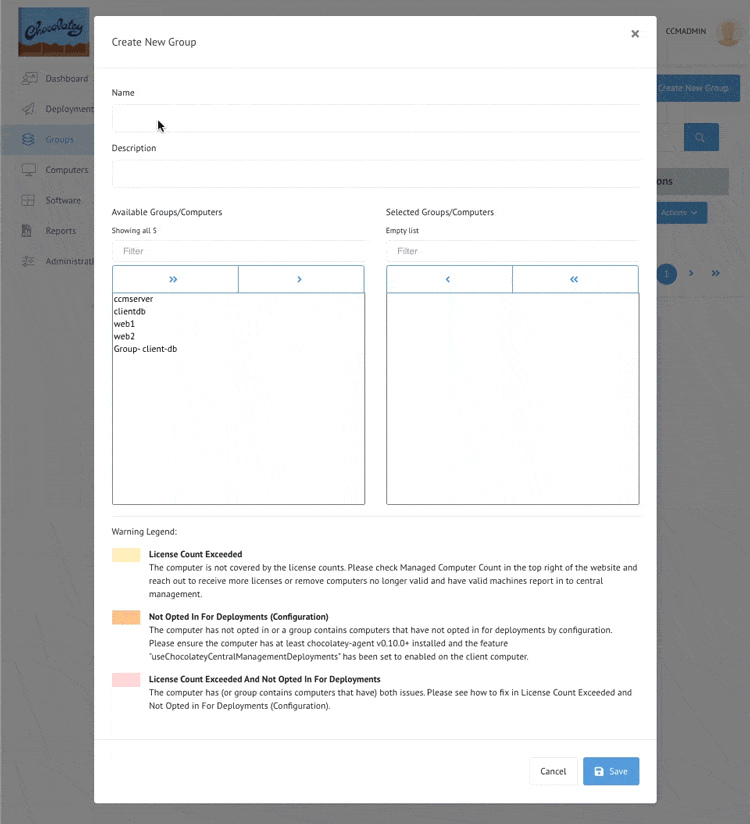 Chocolatey
Create New Group
×
CCMADMIN
Dashboard
Deployment
Create New Group
Groups
Computers
Software
Reports
Administrati
ons
Actions
1
Name
Description
Available Groups/Computers
Selected Groups/Computers
Showing all 5
Empty list
Filter
Filter
ccmserver
clientdb
web1
web2
Group- client-db
Warning Legend:
License Count Exceeded
The computer is not covered by the license counts. Please check Managed Computer Count in the top right of the website and
reach out to receive more licenses or remove computers no longer valid and have valid machines report in to central
management.
Not Opted In For Deployments (Configuration)
The computer has not opted in or a group contains computers that have not opted in for deployments by configuration.
Please ensure the computer has at least chocolatey-agent v0.10.0+ installed and the feature
"useChocolateyCentralManagementDeployments" has been set to enabled on the client computer.
License Count Exceeded And Not Opted In For Deployments
The computer has (or group contains computers that have) both issues. Please see how to fix in License Count Exceeded and
Not Opted in For Deployments (Configuration).
Cancel
Save